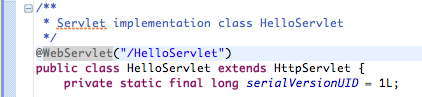 /**
* Servlet implementation class HelloServlet
*/
@WebServlet("/HelloServlet")
public class HelloServlet extends HttpServlet {
private static final long serialVersionUID = 1L;